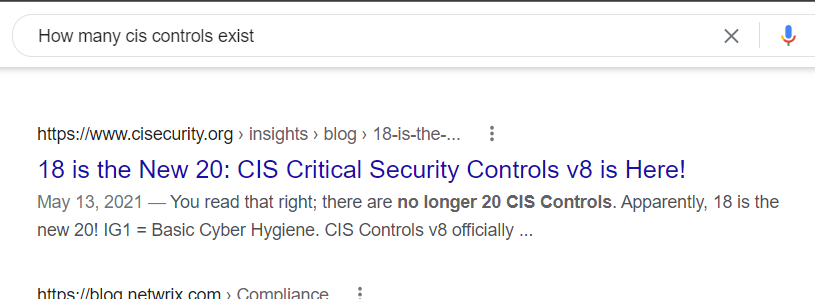 How many cis controls exist
https://www.cisecurity.org › insights › blog › 18-is-the-...
18 is the New 20: CIS Critical Security Controls v8 is Here!
May 13, 2021 — You read that right; there are no longer 20 CIS Controls. Apparently, 18 is the
new 20! IG1 = Basic Cyber Hygiene. CIS Controls v8 officially ...
https://blog.netwrix.com › Compliance